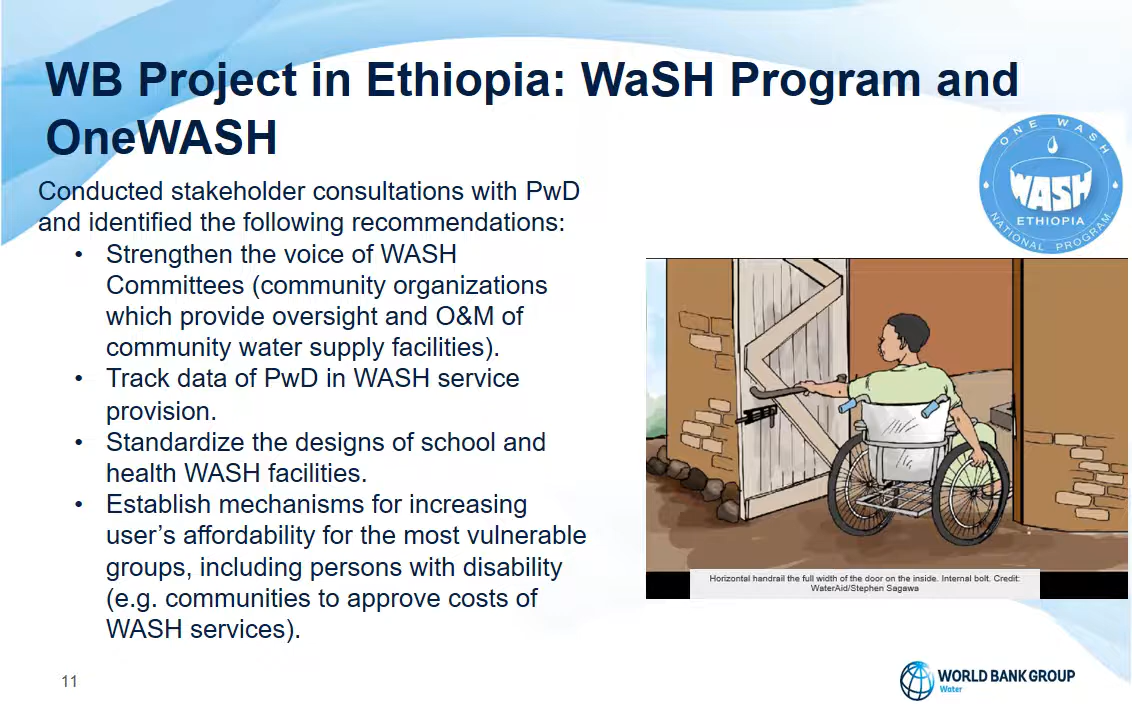 WB Project in Ethiopia: WaSH Program and
OneWASH
ONE WASH
WASH
ETHIOPIA
NATIONAL PROGRAM
Conducted stakeholder consultations with PwD
and identified the following recommendations:
• Strengthen the voice of WASH
Committees (community organizations
which provide oversight and O&M of
community water supply facilities).
• Track data of PwD in WASH service
provision.
• Standardize the designs of school and
health WASH facilities.
• Establish mechanisms for increasing
user’s affordability for the most vulnerable
groups, including persons with disability
(e.g. communities to approve costs of
WASH services).
Horizontal handrail the full width of the door on the inside. Internal bolt. Credit:
WaterAid/Stephen Sagawa
11
WORLD BANK GROUP
Water